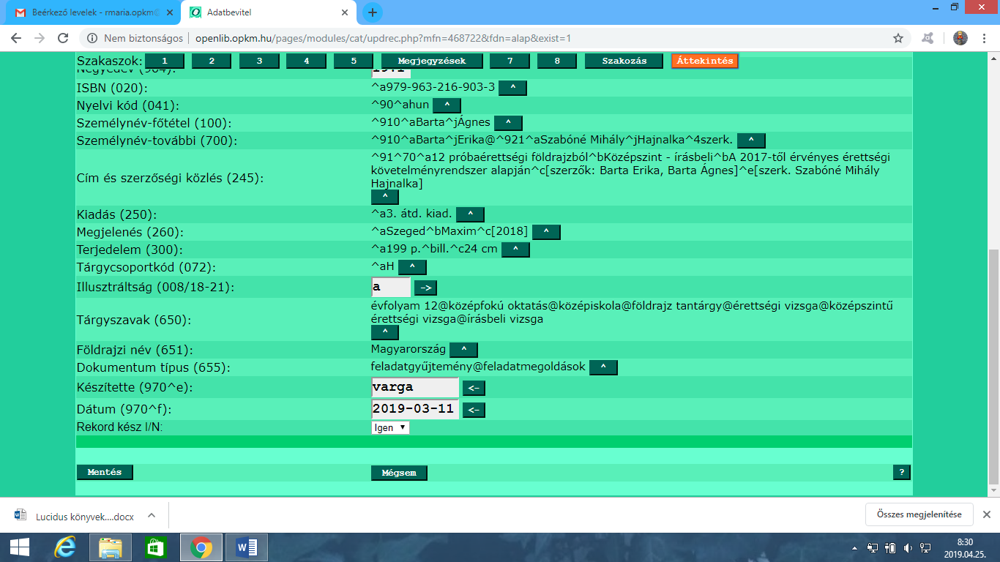 Beérkező levelek - rmaria.opkm
Adatbevitel
Nem biztonságos | openlib.opkm.hu/pages/modules/cat/updrec.php?mfn=468722&fdn=alap&exist=1
Szakaszok: 1 2 3 4 5 Megjegyzések 7 8 Szakozás Áttekintés
ISBN (020): ^a979-963-216-903-3 ^
Nyelvi kód (041): ^90^ahun ^
Személynév-főtétel (100): ^910^aBarta^jÁgnes ^
Személynév-további (700): ^910^aBarta^jErika@^921^aSzabóné Mihály^jHajnalka^4szerk. ^
Cím és szerzőségi közlés (245): ^91^70^a12 próbaérettségi földrajzból^bKözépszint - írásbeli^bA 2017-től érvényes érettségi
követelményrendszer alapján^c[szerzők: Barta Erika, Barta Ágnes]^e[szerk. Szabóné Mihály
Hajnalka]
^
Kiadás (250): ^a3. átd. kiad. ^
Megjelenés (260): ^aSzeged^bMaxim^c[2018] ^
Terjedelem (300): ^a199 p.^bill.^c24 cm ^
Tárgycsoportkód (072): ^aH ^
Illusztráltság (008/18-21): a ->
Tárgyszavak (650): évfolyam 12@középfokú oktatás@középiskola@földrajz tantárgy@érettségi vizsga@középszintű
érettségi vizsga@írásbeli vizsga
^
Földrajzi név (651): Magyarország ^
Dokumentum típus (655): feladatgyűjtemény@feladatmegoldások ^
Készítette (970^e): varga <-
Dátum (970^f): 2019-03-11 <-
Rekord kész I/N: Igen
Mentés Mégsem ?
Lucidus könyvek....docx Összes megjelenítése
8:30
2019.04.25.